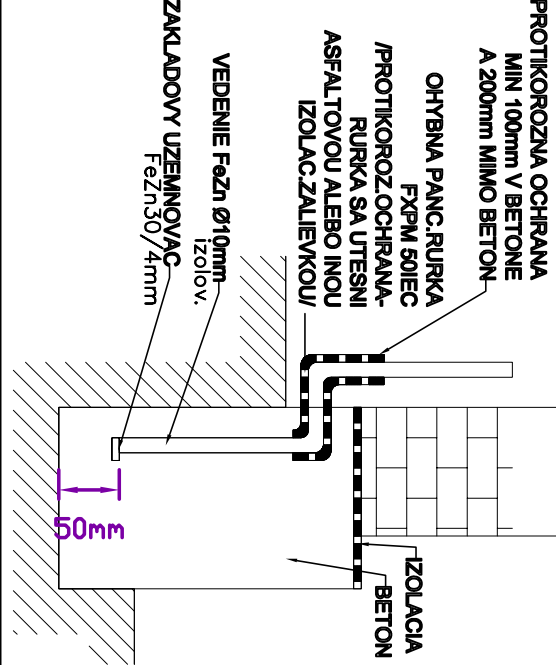 PROTIKOROZNA OCHRANA
MIN 100mm V BETONE
A 200mm MIMO BETON
OHYBNA PANC.RURKA
FXPM 50IEC
/PROTIKOROZ.OCHRANA-
RURKA SA UTESNI
ASFALTOVOU ALEBO INOU
IZOLAC.ZALIEVKOU/
VEDENIE FeZn Ø10mm
izolov.
ZAKLADOVY UZEMNOVAC
FeZn30/4mm
50mm
IZOLACIA
BETON